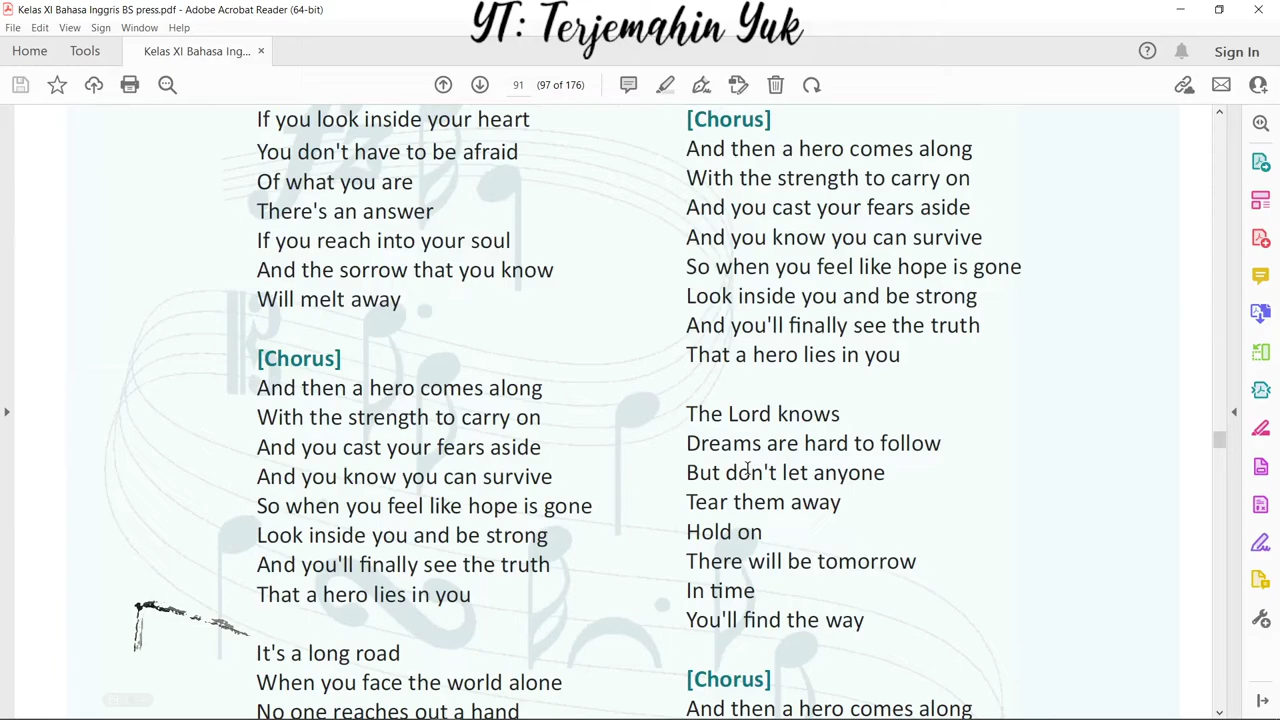 Kelas XI Bahasa Inggris BS press.pdf - Adobe Acrobat Reader (64-bit)
YT: Terjemahin Yuk
File Edit View Sign Window Help
Home Tools Kelas XI Bahasa Ing... × Sign In
91 (97 of 176)
If you look inside your heart
You don't have to be afraid
Of what you are
There's an answer
If you reach into your soul
And the sorrow that you know
Will melt away
[Chorus]
And then a hero comes along
With the strength to carry on
And you cast your fears aside
And you know you can survive
So when you feel like hope is gone
Look inside you and be strong
And you'll finally see the truth
That a hero lies in you
It's a long road
When you face the world alone
No one reaches out a hand
[Chorus]
And then a hero comes along
With the strength to carry on
And you cast your fears aside
And you know you can survive
So when you feel like hope is gone
Look inside you and be strong
And you'll finally see the truth
That a hero lies in you
The Lord knows
Dreams are hard to follow
But don't let anyone
Tear them away
Hold on
There will be tomorrow
In time
You'll find the way
[Chorus]
And then a hero comes along